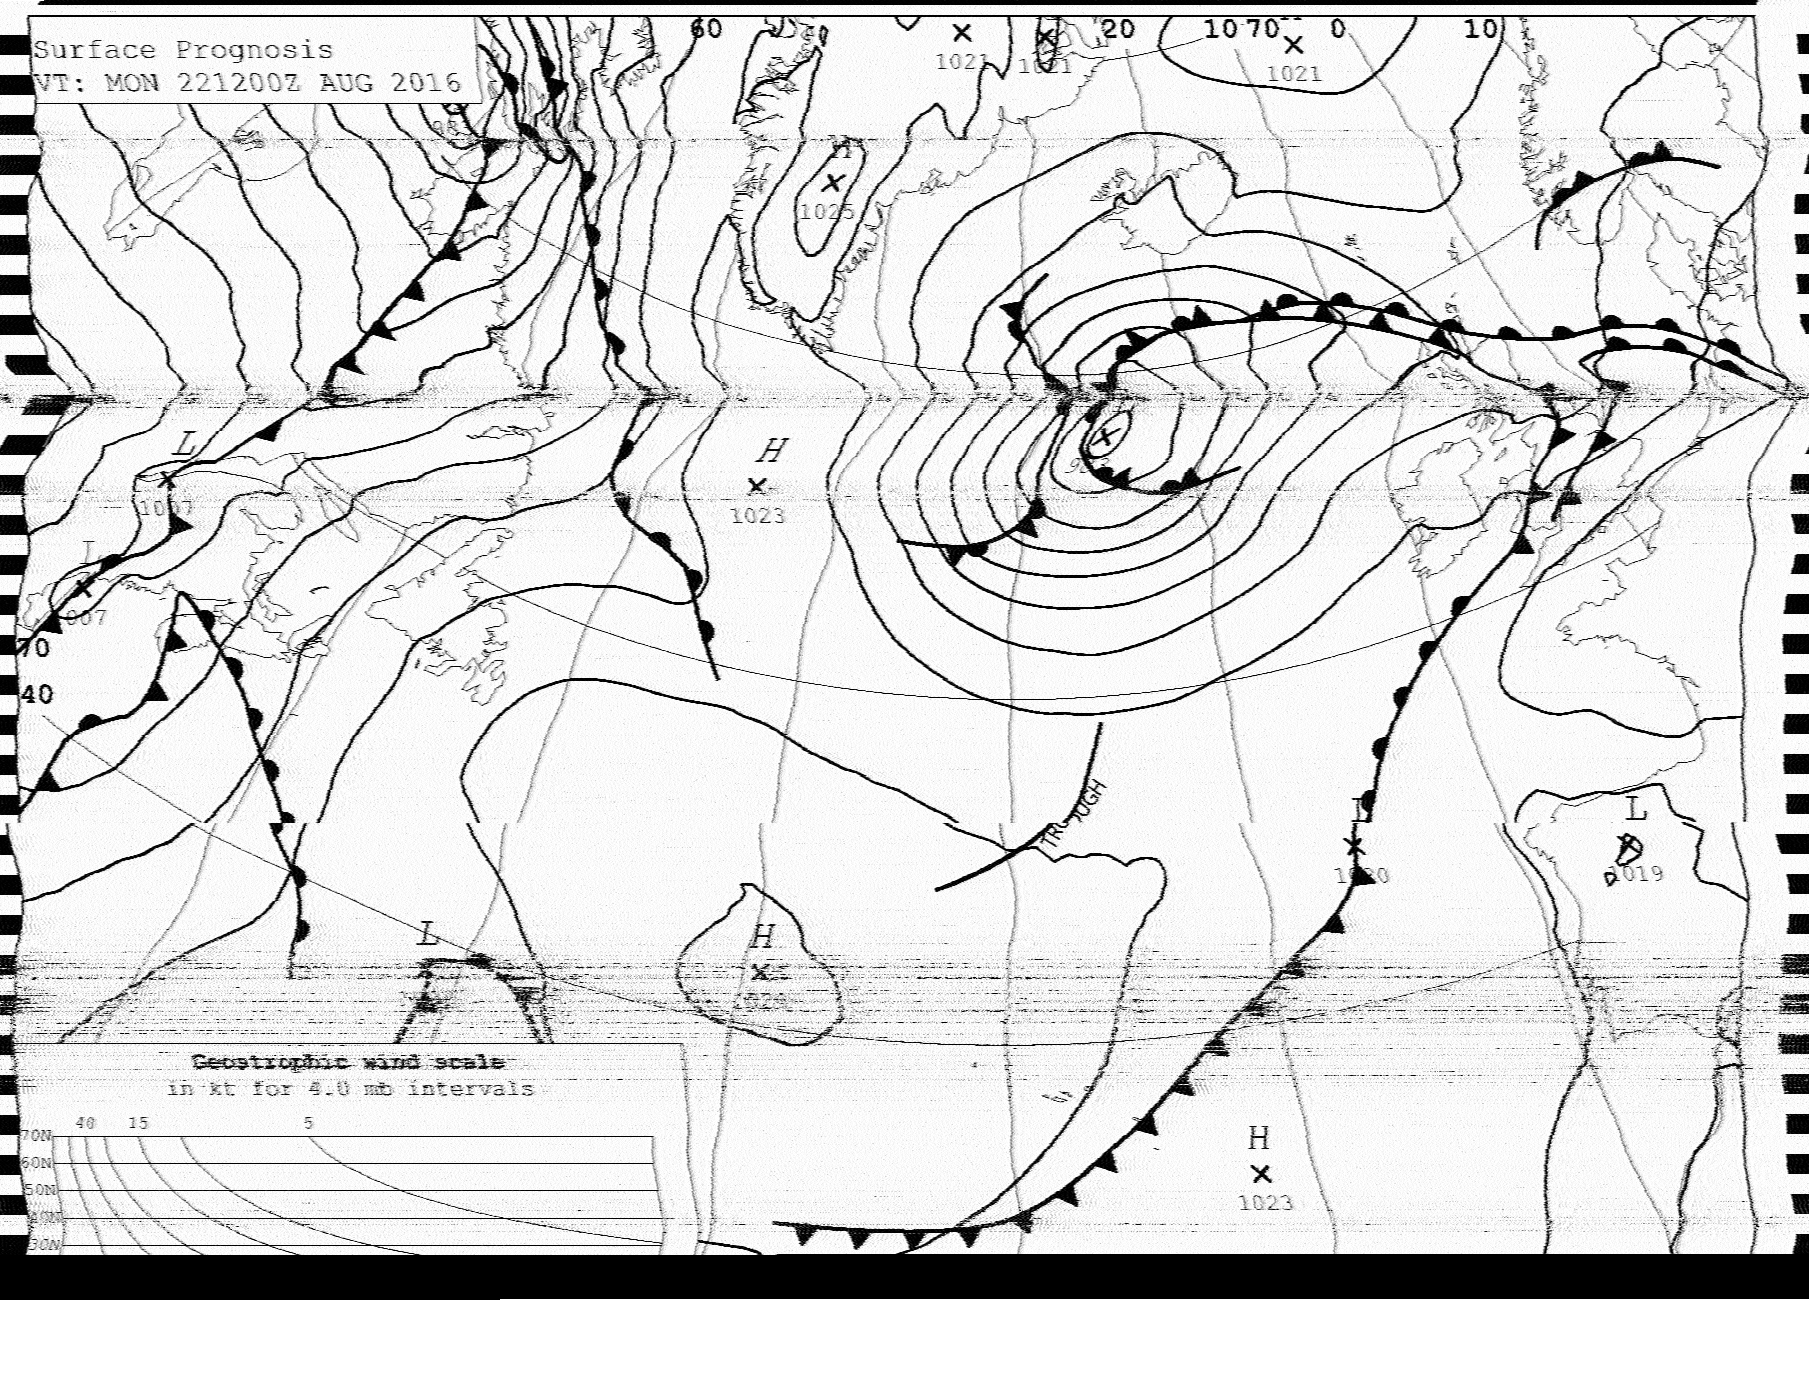 60
20
10 70
0
10
Surface Prognosis
VT: MON 221200Z AUG 2016
1021
1021
1021
H
1025
L
1007
H
1023
L
1007
70
40
TROUGH
L
1020
L
1019
L
H
Geostrophic wind scale
in kt for 4.0 mb intervals
40 15 5
70N
60N
50N
40N
30N
H
1023